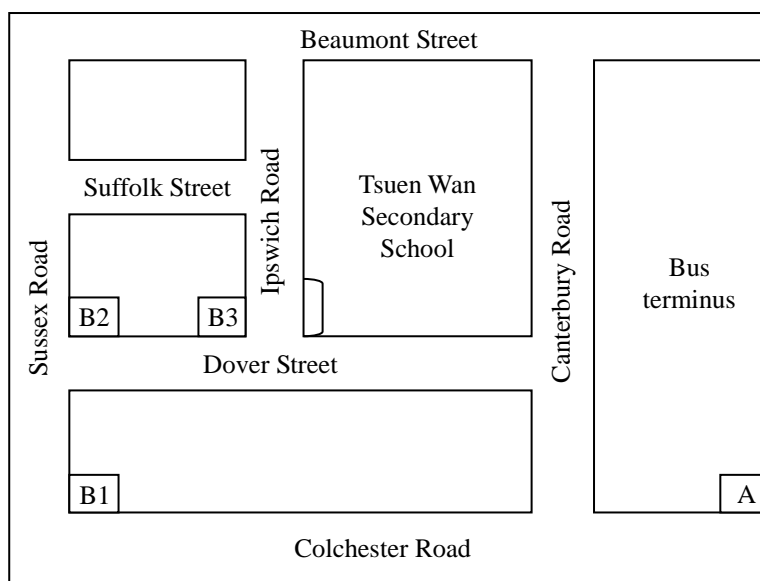 Beaumont Street
Suffolk Street
Ipswich Road
Tsuen Wan
Secondary
School
Canterbury Road
Bus
terminus
Sussex Road
B2
B3
Dover Street
B1
A
Colchester Road